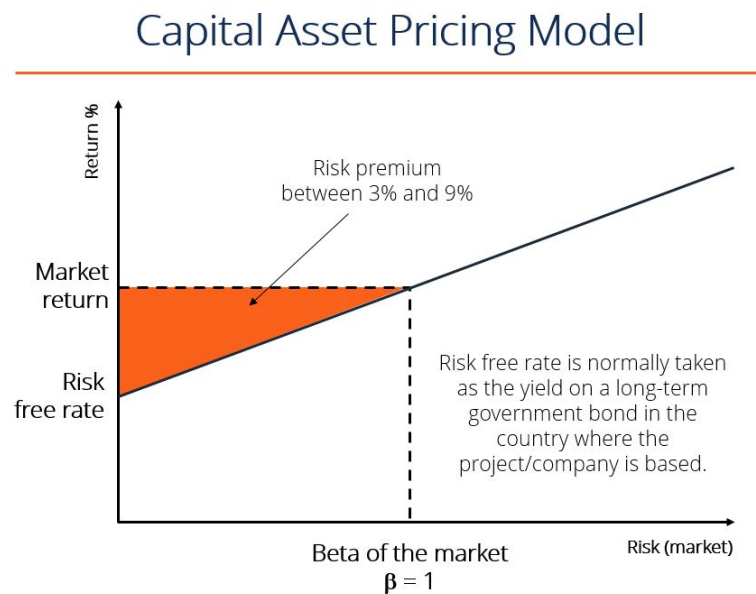 Capital Asset Pricing Model
Return %
Risk premium
between 3% and 9%
Market
return
Risk
free rate
Risk free rate is normally taken
as the yield on a long-term
government bond in the
country where the
project/company is based.
Beta of the market
β = 1
Risk (market)